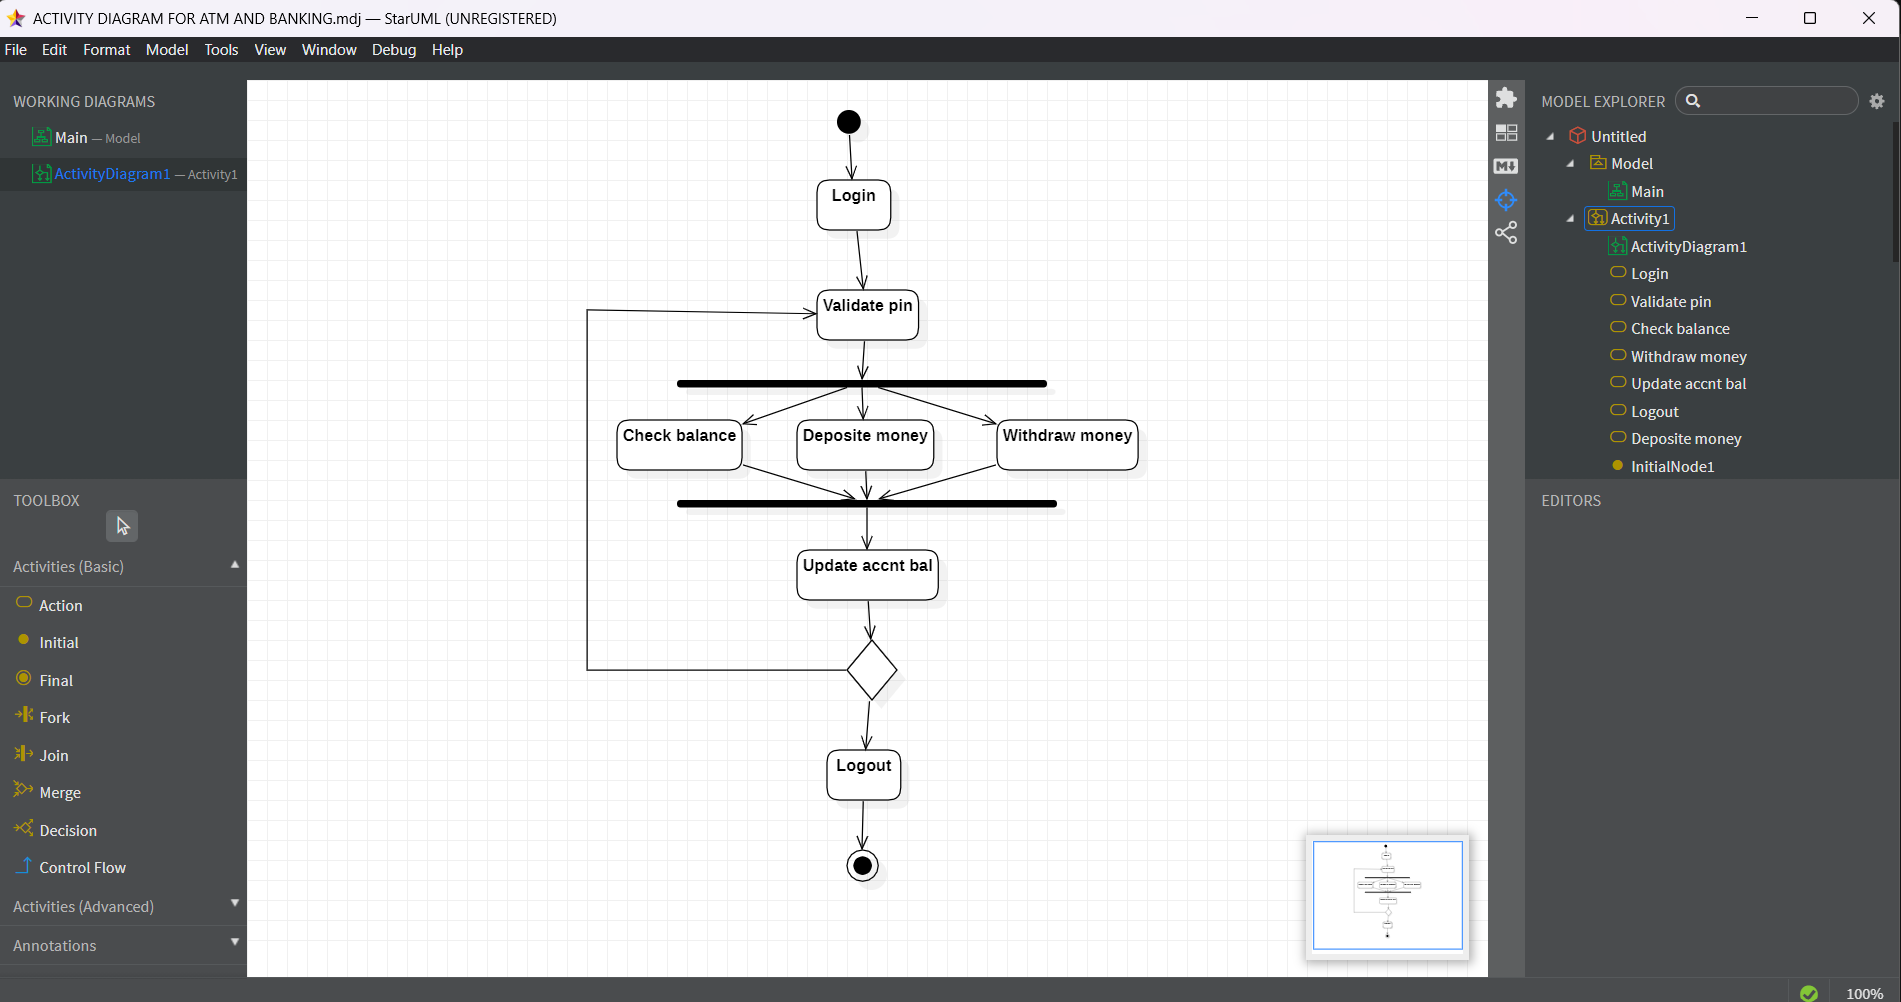 ACTIVITY DIAGRAM FOR ATM AND BANKING.mdj — StarUML (UNREGISTERED)
File Edit Format Model Tools View Window Debug Help
WORKING DIAGRAMS
Main — Model
ActivityDiagram1 — Activity1
TOOLBOX
Activities (Basic)
Action
Initial
Final
Fork
Join
Merge
Decision
Control Flow
Activities (Advanced)
Annotations
Login
Validate pin
Check balance
Deposite money
Withdraw money
Update accnt bal
Logout
M
MODEL EXPLORER
Untitled
Model
Main
Activity1
ActivityDiagram1
Login
Validate pin
Check balance
Withdraw money
Update accnt bal
Logout
Deposite money
InitialNode1
EDITORS
100%